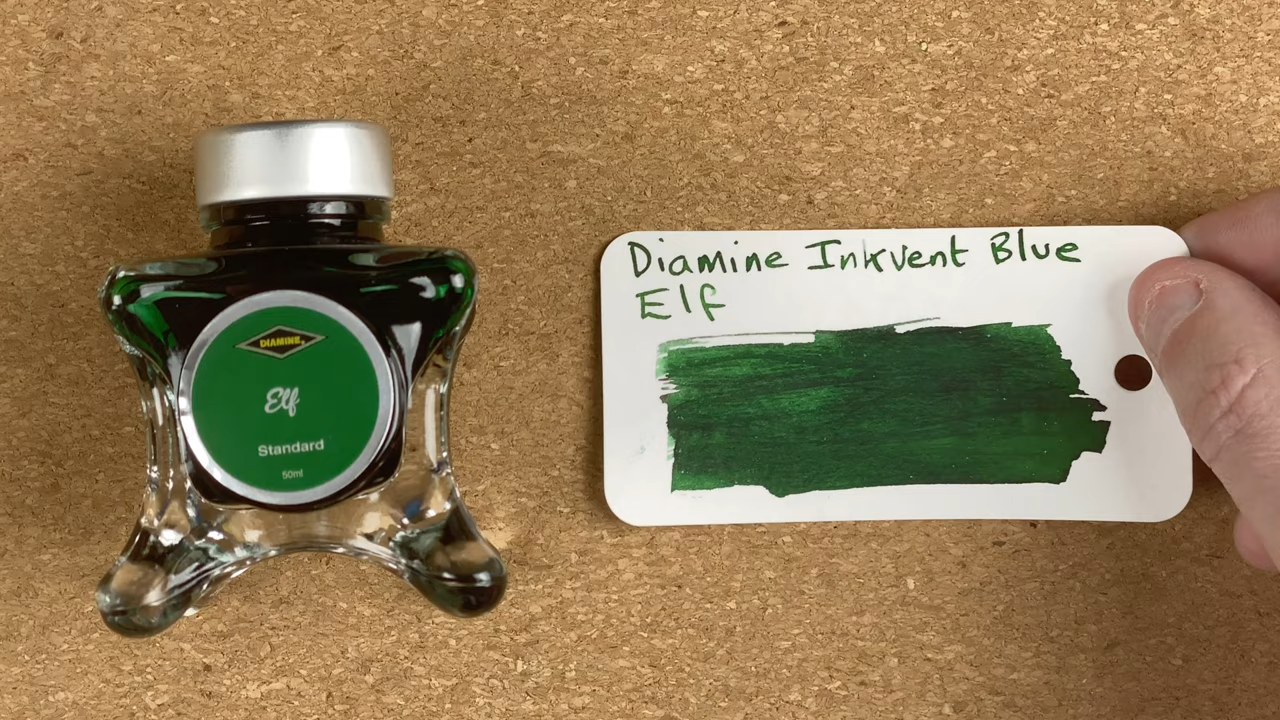 DIAMINE
Elf
Standard
50ml
Diamine Inkvent Blue
Elf